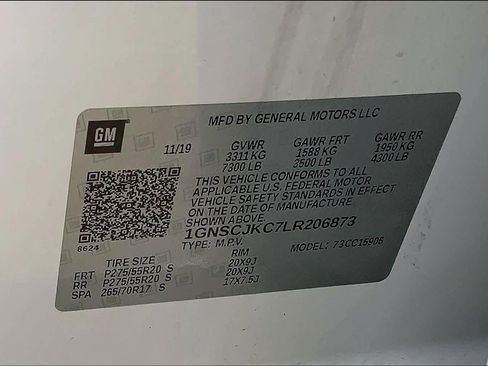 GM
MFD BY GENERAL MOTORS LLC
11/19 GVWR GAWR FRT GAWR RR
3311 KG 1588 KG 1950 KG
7300 LB 3500 LB 4300 LB
THIS VEHICLE CONFORMS TO ALL
APPLICABLE U.S. FEDERAL MOTOR
VEHICLE SAFETY STANDARDS IN EFFECT
ON THE DATE OF MANUFACTURE
SHOWN ABOVE.
1GNSCJKC7LR206873
8624
TYPE: M.P.V. MODEL: 73CC15906
TIRE SIZE RIM
FRT P275/55R20 S 20X9J
RR P275/55R20 S 20X9J
SPA 265/70R17 S 17X7.5J